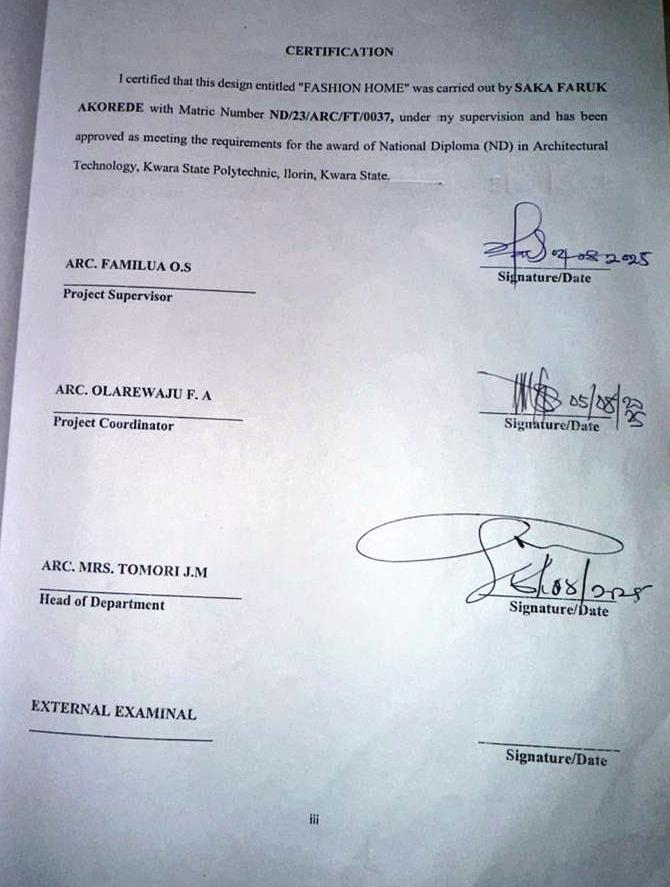 CERTIFICATION
I certified that this design entitled "FASHION HOME" was carried out by SAKA FARUK
AKOREDE with Matric Number ND/23/ARC/FT/0037, under my supervision and has been
approved as meeting the requirements for the award of National Diploma (ND) in Architectural
Technology, Kwara State Polytechnic, Ilorin, Kwara State.
04-08-2025
ARC. FAMILUA O.S
Signature/Date
Project Supervisor
05/08/2025
ARC. OLAREWAJU F. A
Signature/Date
Project Coordinator
ARC. MRS. TOMORI J.M
/08/2025
Head of Department
Signature/Date
EXTERNAL EXAMINAL
Signature/Date
iii